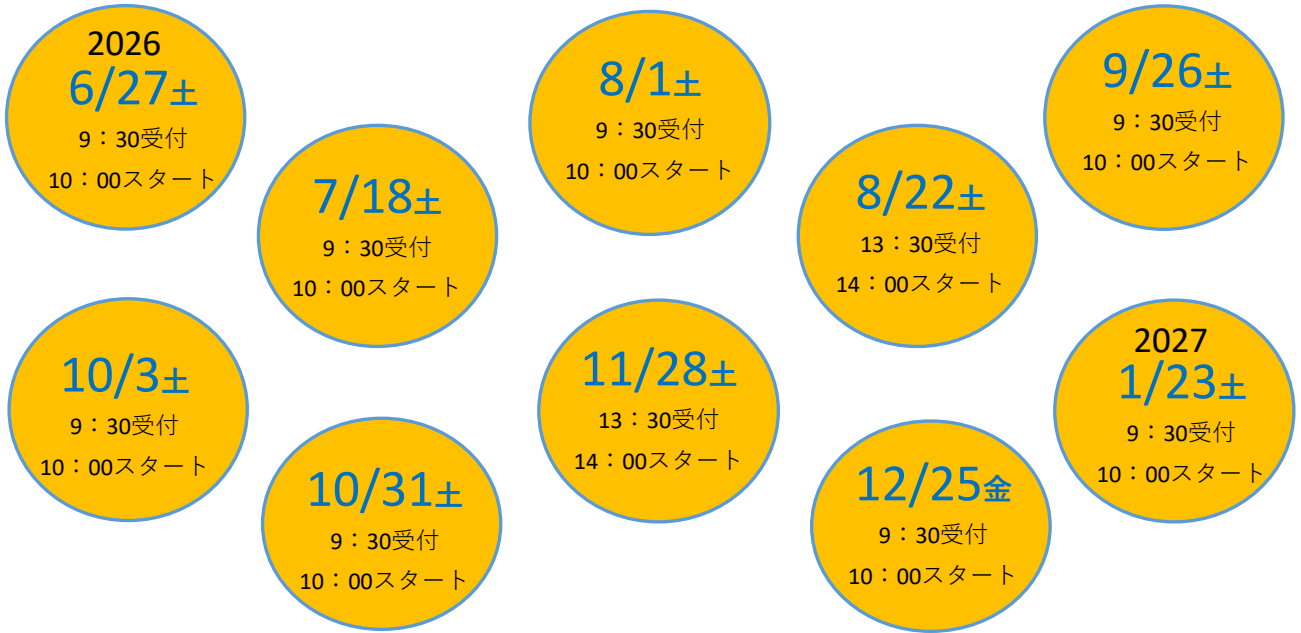 2026
6/27土
9：30受付
10：00スタート
7/18土
9：30受付
10：00スタート
8/1土
9：30受付
10：00スタート
8/22土
13：30受付
14：00スタート
9/26土
9：30受付
10：00スタート
10/3土
9：30受付
10：00スタート
10/31土
9：30受付
10：00スタート
11/28土
13：30受付
14：00スタート
12/25金
9：30受付
10：00スタート
2027
1/23土
9：30受付
10：00スタート